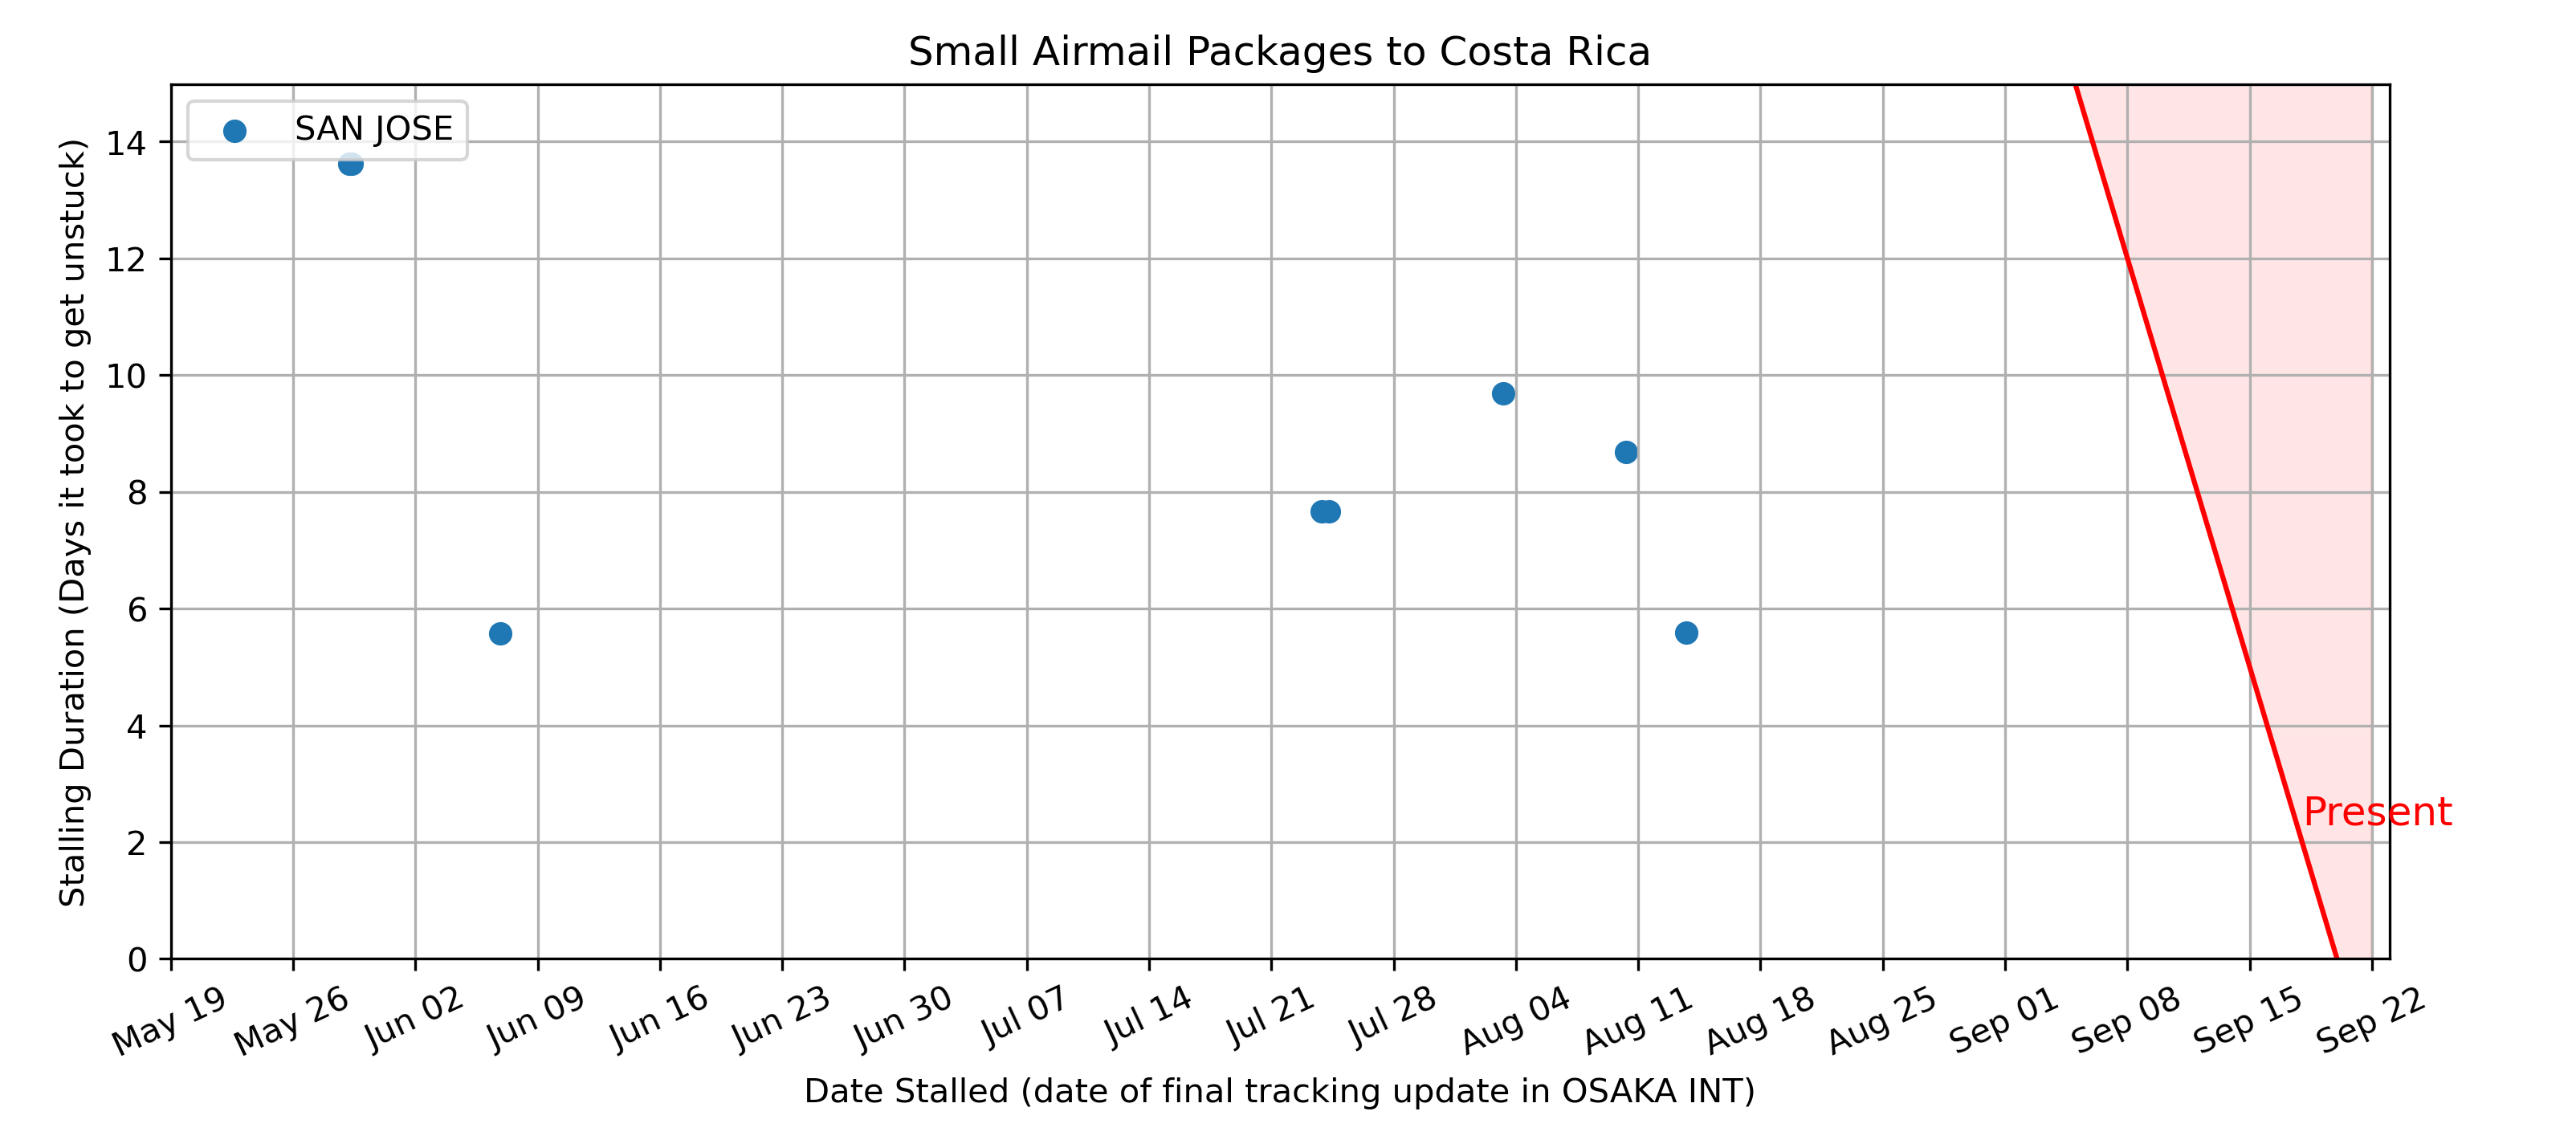 Small Airmail Packages to Costa Rica
SAN JOSE
Stalling Duration (Days it took to get unstuck)
14
12
10
8
6
4
2
0
Present
May 19
May 26
Jun 02
Jun 09
Jun 16
Jun 23
Jun 30
Jul 07
Jul 14
Jul 21
Jul 28
Aug 04
Aug 11
Aug 18
Aug 25
Sep 01
Sep 08
Sep 15
Sep 22
Date Stalled (date of final tracking update in OSAKA INT)